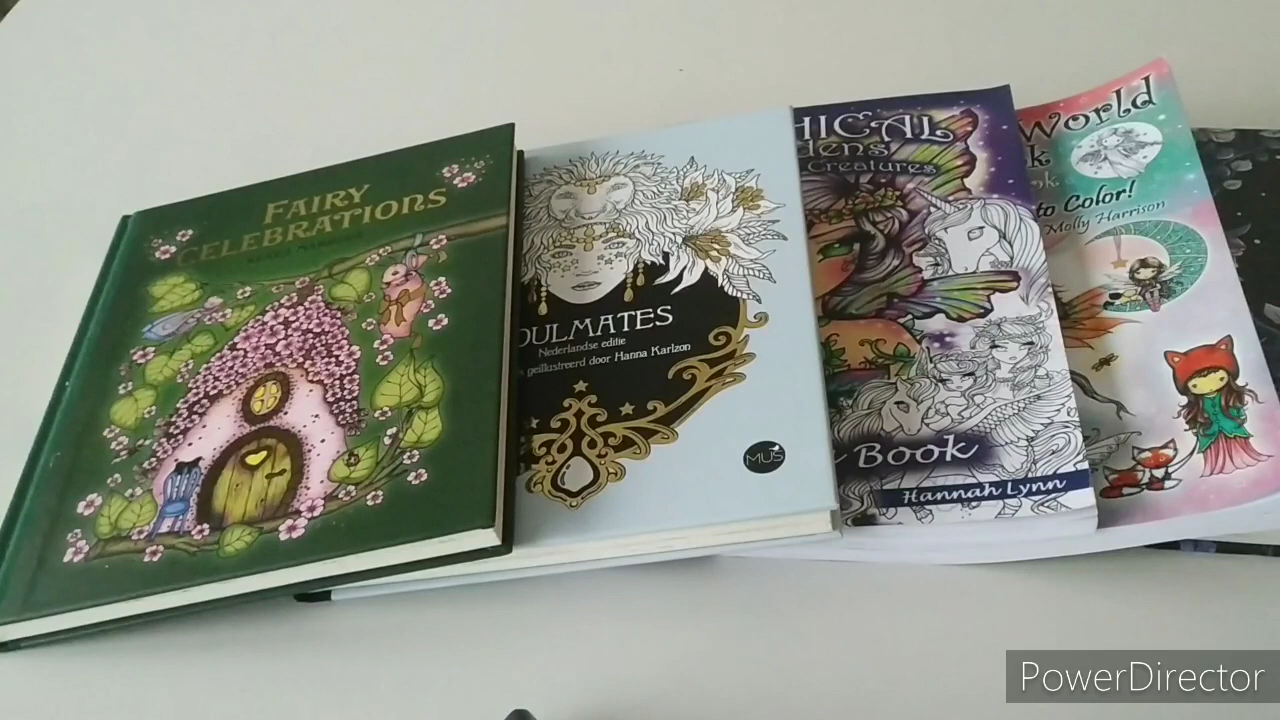 FAIRY
CELEBRATIONS
OULMATES
Nederlandse editie
geïllustreerd door Hanna Karlzon
MUS
HICAL
dens
Creatures
Book
Hannah Lynn
World
k
ok
to Color!
Molly Harrison
PowerDirector